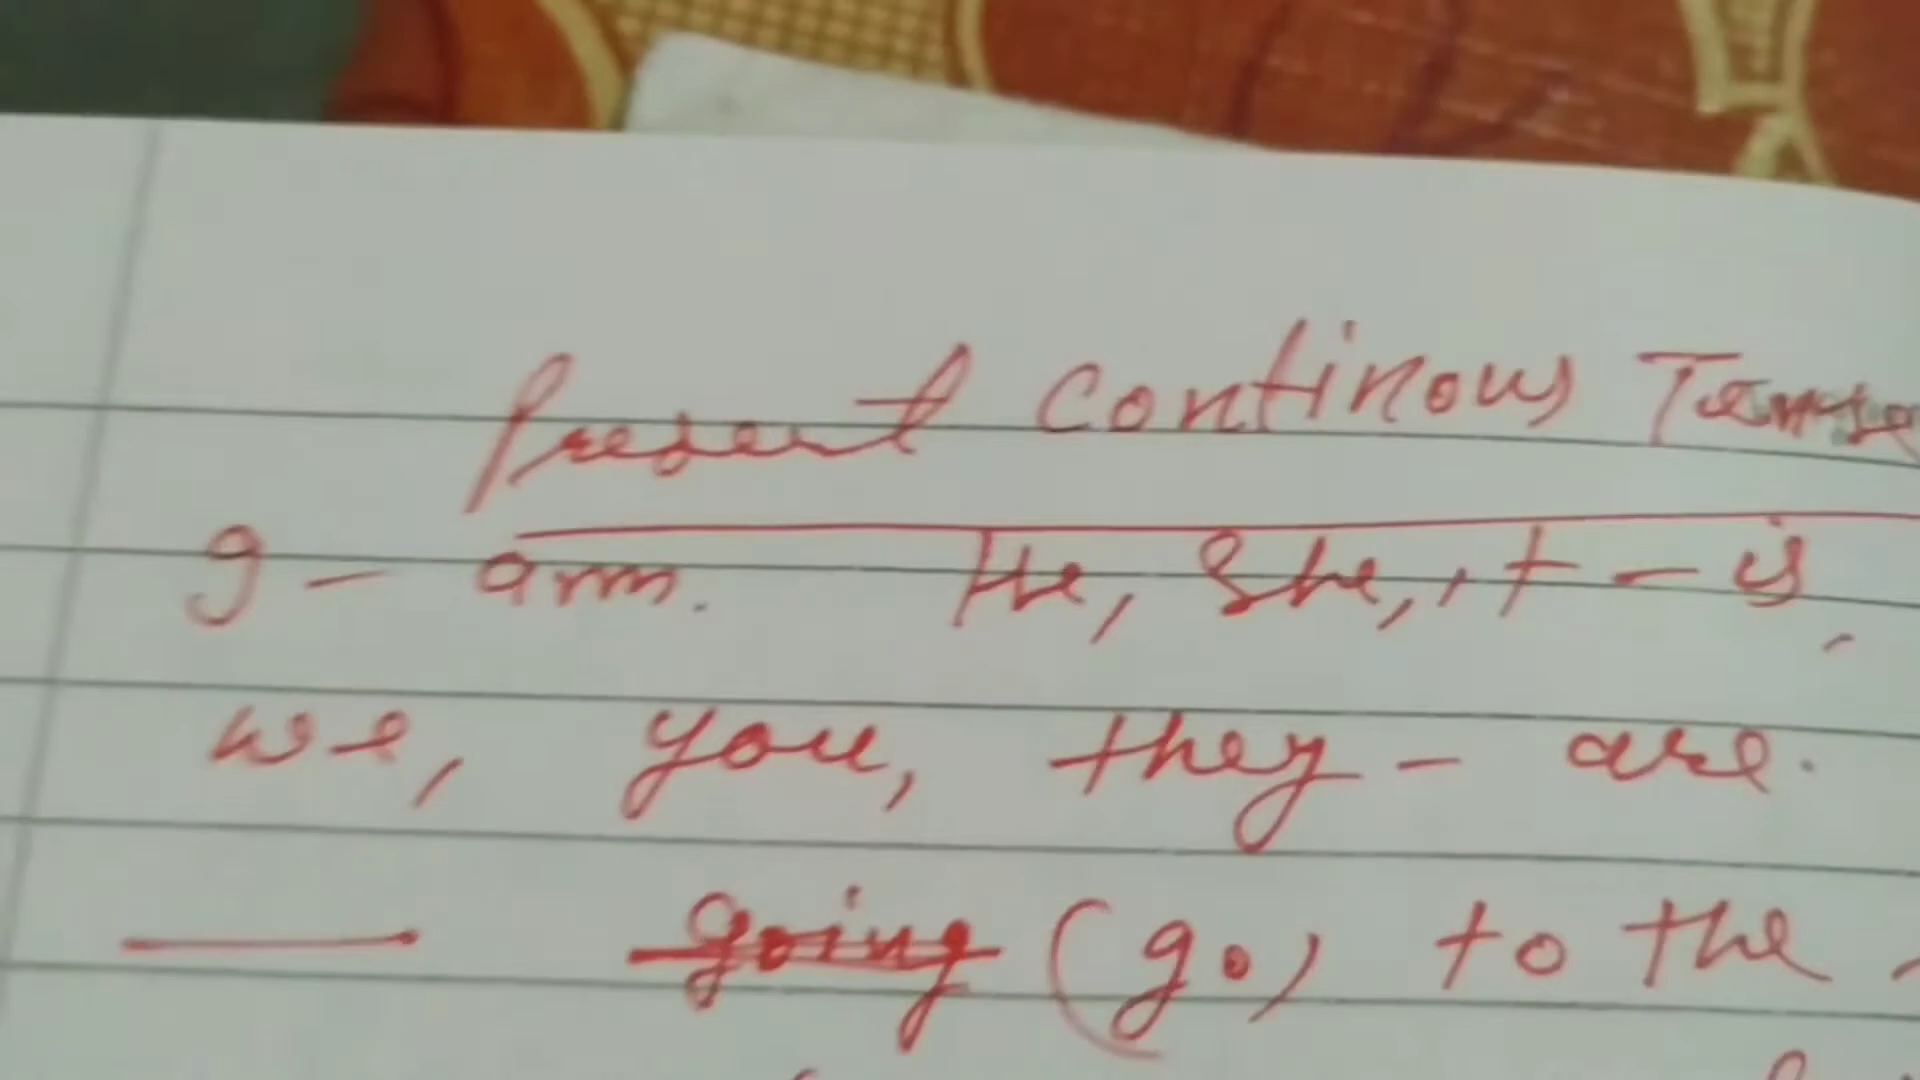 Present Continous Tense
I - am. He, She, it - is,
we, you, they - are.
going (go) to the